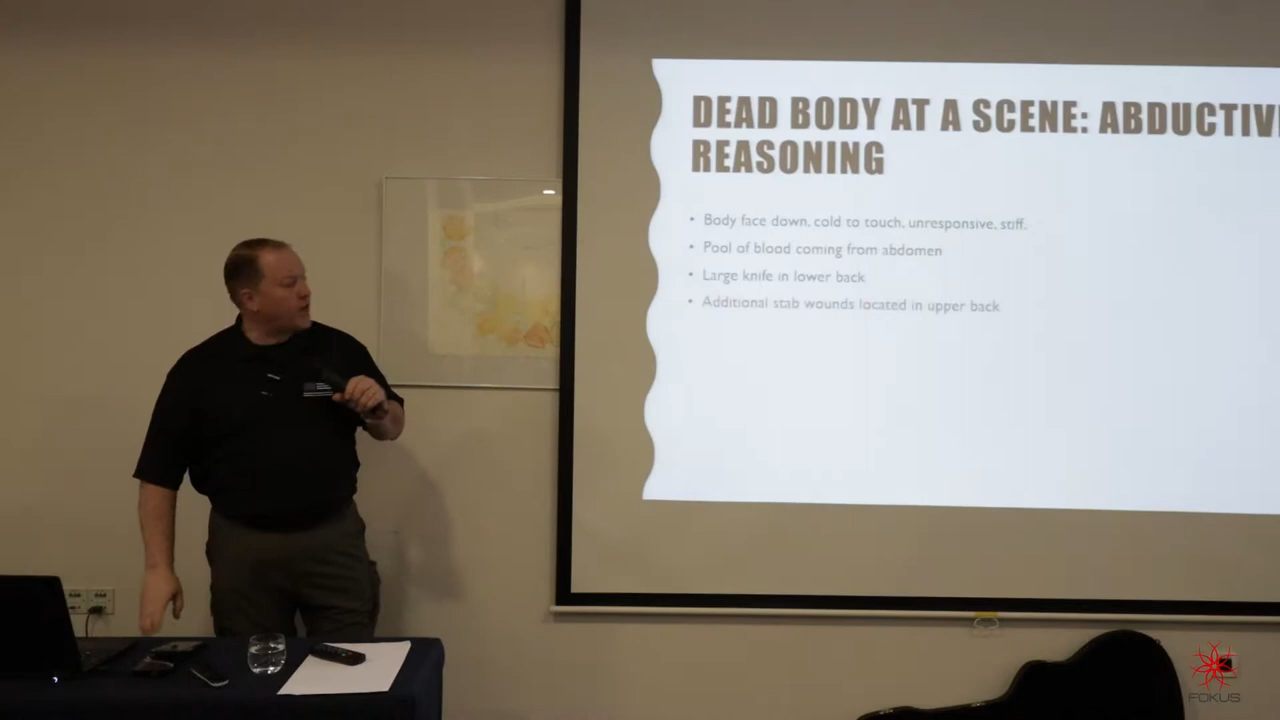 DEAD BODY AT A SCENE: ABDUCTIV
REASONING
• Body face down, cold to touch, unresponsive, stiff.
• Pool of blood coming from abdomen
• Large knife in lower back
• Additional stab wounds located in upper back
FOKUS